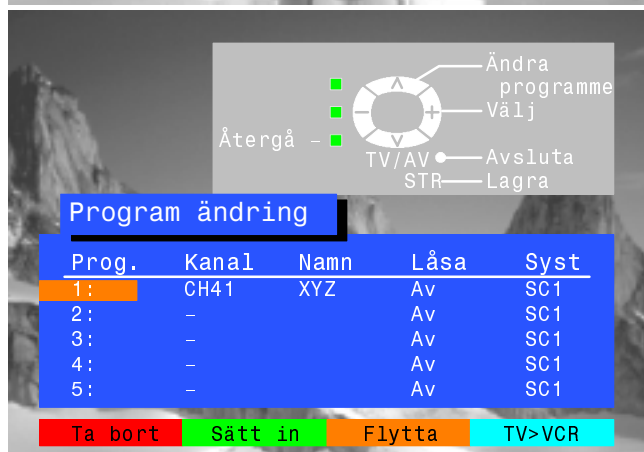 Ändra
programme
Välj
Återgå –
TV/AV
Avsluta
STR
Lagra
Program ändring
Prog. Kanal Namn Låsa Syst
1: CH41 XYZ Av SC1
2: – Av SC1
3: – Av SC1
4: – Av SC1
5: – Av SC1
Ta bort Sätt in Flytta TV>VCR